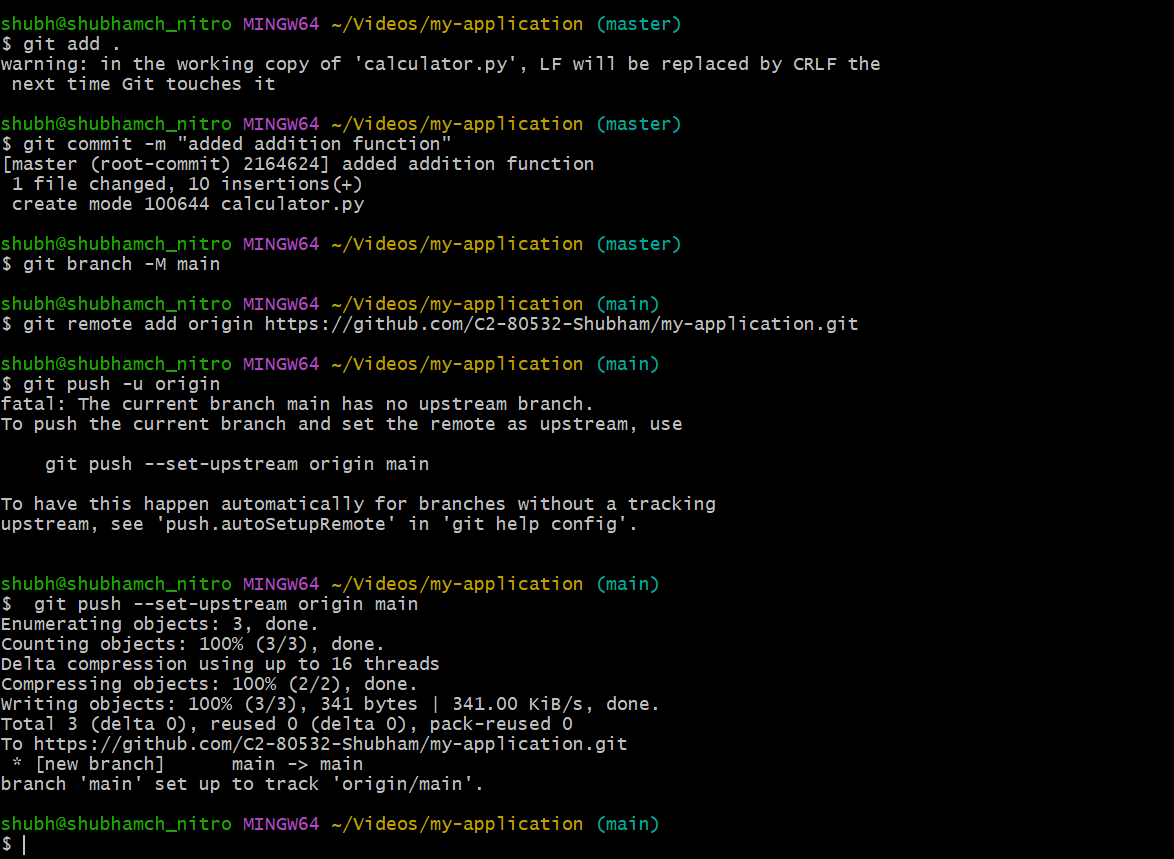 shubh@shubhamch_nitro MINGW64 ~/Videos/my-application (master)
$ git add .
warning: in the working copy of 'calculator.py', LF will be replaced by CRLF the
 next time Git touches it

shubh@shubhamch_nitro MINGW64 ~/Videos/my-application (master)
$ git commit -m "added addition function"
[master (root-commit) 2164624] added addition function
 1 file changed, 10 insertions(+)
 create mode 100644 calculator.py

shubh@shubhamch_nitro MINGW64 ~/Videos/my-application (master)
$ git branch -M main

shubh@shubhamch_nitro MINGW64 ~/Videos/my-application (main)
$ git remote add origin https://github.com/C2-80532-Shubham/my-application.git

shubh@shubhamch_nitro MINGW64 ~/Videos/my-application (main)
$ git push -u origin
fatal: The current branch main has no upstream branch.
To push the current branch and set the remote as upstream, use

    git push --set-upstream origin main

To have this happen automatically for branches without a tracking
upstream, see 'push.autoSetupRemote' in 'git help config'.


shubh@shubhamch_nitro MINGW64 ~/Videos/my-application (main)
$  git push --set-upstream origin main
Enumerating objects: 3, done.
Counting objects: 100% (3/3), done.
Delta compression using up to 16 threads
Compressing objects: 100% (2/2), done.
Writing objects: 100% (3/3), 341 bytes | 341.00 KiB/s, done.
Total 3 (delta 0), reused 0 (delta 0), pack-reused 0
To https://github.com/C2-80532-Shubham/my-application.git
 * [new branch]      main -> main
branch 'main' set up to track 'origin/main'.

shubh@shubhamch_nitro MINGW64 ~/Videos/my-application (main)
$